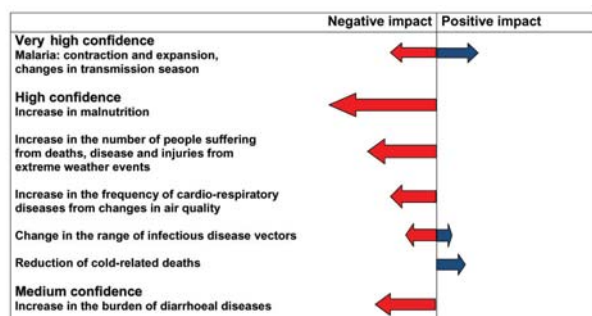 Negative impact Positive impact
Very high confidence
Malaria: contraction and expansion,
changes in transmission season
High confidence
Increase in malnutrition
Increase in the number of people suffering
from deaths, disease and injuries from
extreme weather events
Increase in the frequency of cardio-respiratory
diseases from changes in air quality
Change in the range of infectious disease vectors
Reduction of cold-related deaths
Medium confidence
Increase in the burden of diarrhoeal diseases